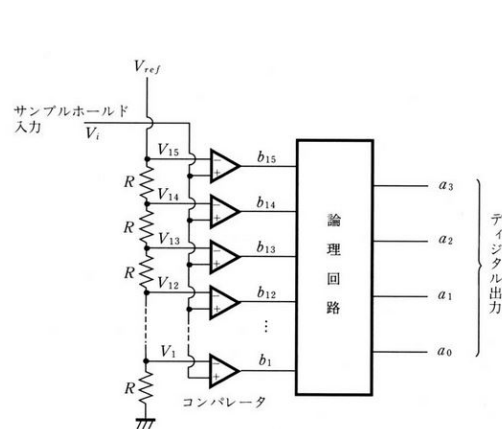 V_ref
サンプルホールド
入力
V_i
V_15
b_15
R
V_14
b_14
R
V_13
b_13
R
V_12
b_12
⋮
V_1
b_1
R
コンパレータ
論理回路
a_3
a_2
a_1
a_0
ディジタル出力
− +
− +
− +
− +
− +